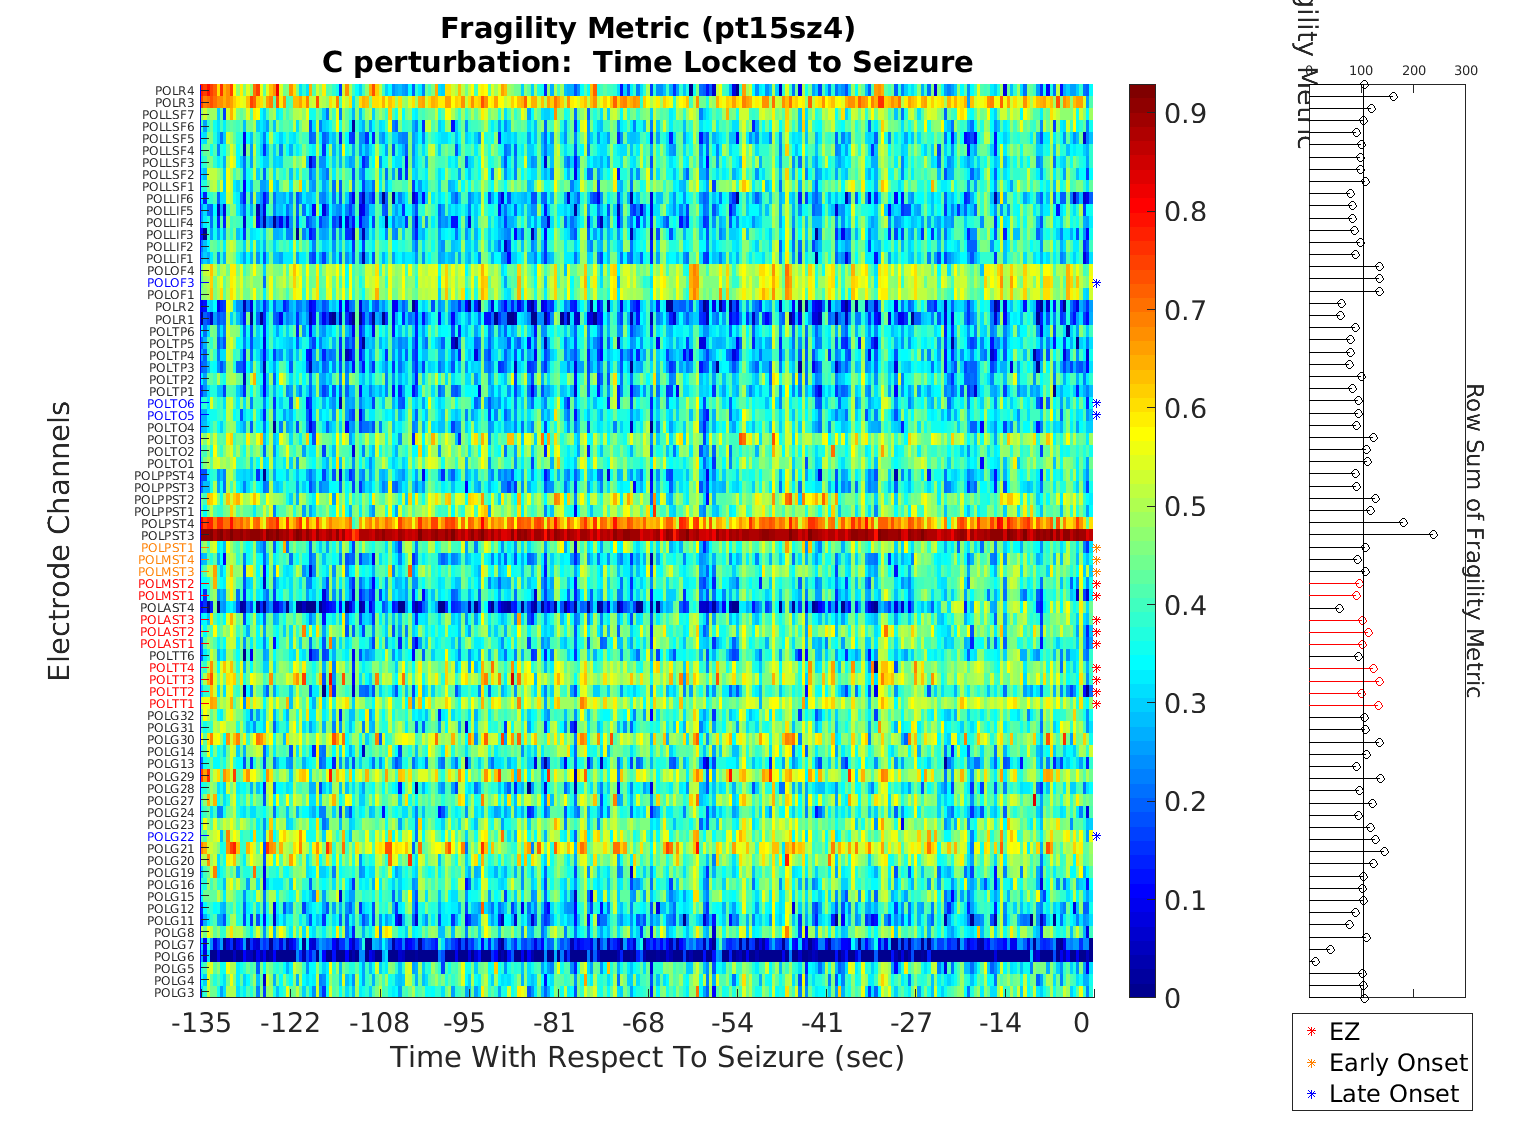 Fragility Metric (pt15sz4)
C perturbation:  Time Locked to Seizure
Electrode Channels
POLR4
POLR3
POLLSF7
POLLSF6
POLLSF5
POLLSF4
POLLSF3
POLLSF2
POLLSF1
POLLIF6
POLLIF5
POLLIF4
POLLIF3
POLLIF2
POLLIF1
POLOF4
POLOF3
POLOF1
POLR2
POLR1
POLTP6
POLTP5
POLTP4
POLTP3
POLTP2
POLTP1
POLTO6
POLTO5
POLTO4
POLTO3
POLTO2
POLTO1
POLPPST4
POLPPST3
POLPPST2
POLPPST1
POLPST4
POLPST3
POLPST1
POLMST4
POLMST3
POLMST2
POLMST1
POLAST4
POLAST3
POLAST2
POLAST1
POLTT6
POLTT4
POLTT3
POLTT2
POLTT1
POLG32
POLG31
POLG30
POLG14
POLG13
POLG29
POLG28
POLG27
POLG24
POLG23
POLG22
POLG21
POLG20
POLG19
POLG16
POLG15
POLG12
POLG11
POLG8
POLG7
POLG6
POLG5
POLG4
POLG3
-135 -122 -108 -95 -81 -68 -54 -41 -27 -14 0
Time With Respect To Seizure (sec)
0.9
0.8
0.7
0.6
0.5
0.4
0.3
0.2
0.1
0
gility Metric
0 100 200 300
Row Sum of Fragility Metric
EZ
Early Onset
Late Onset